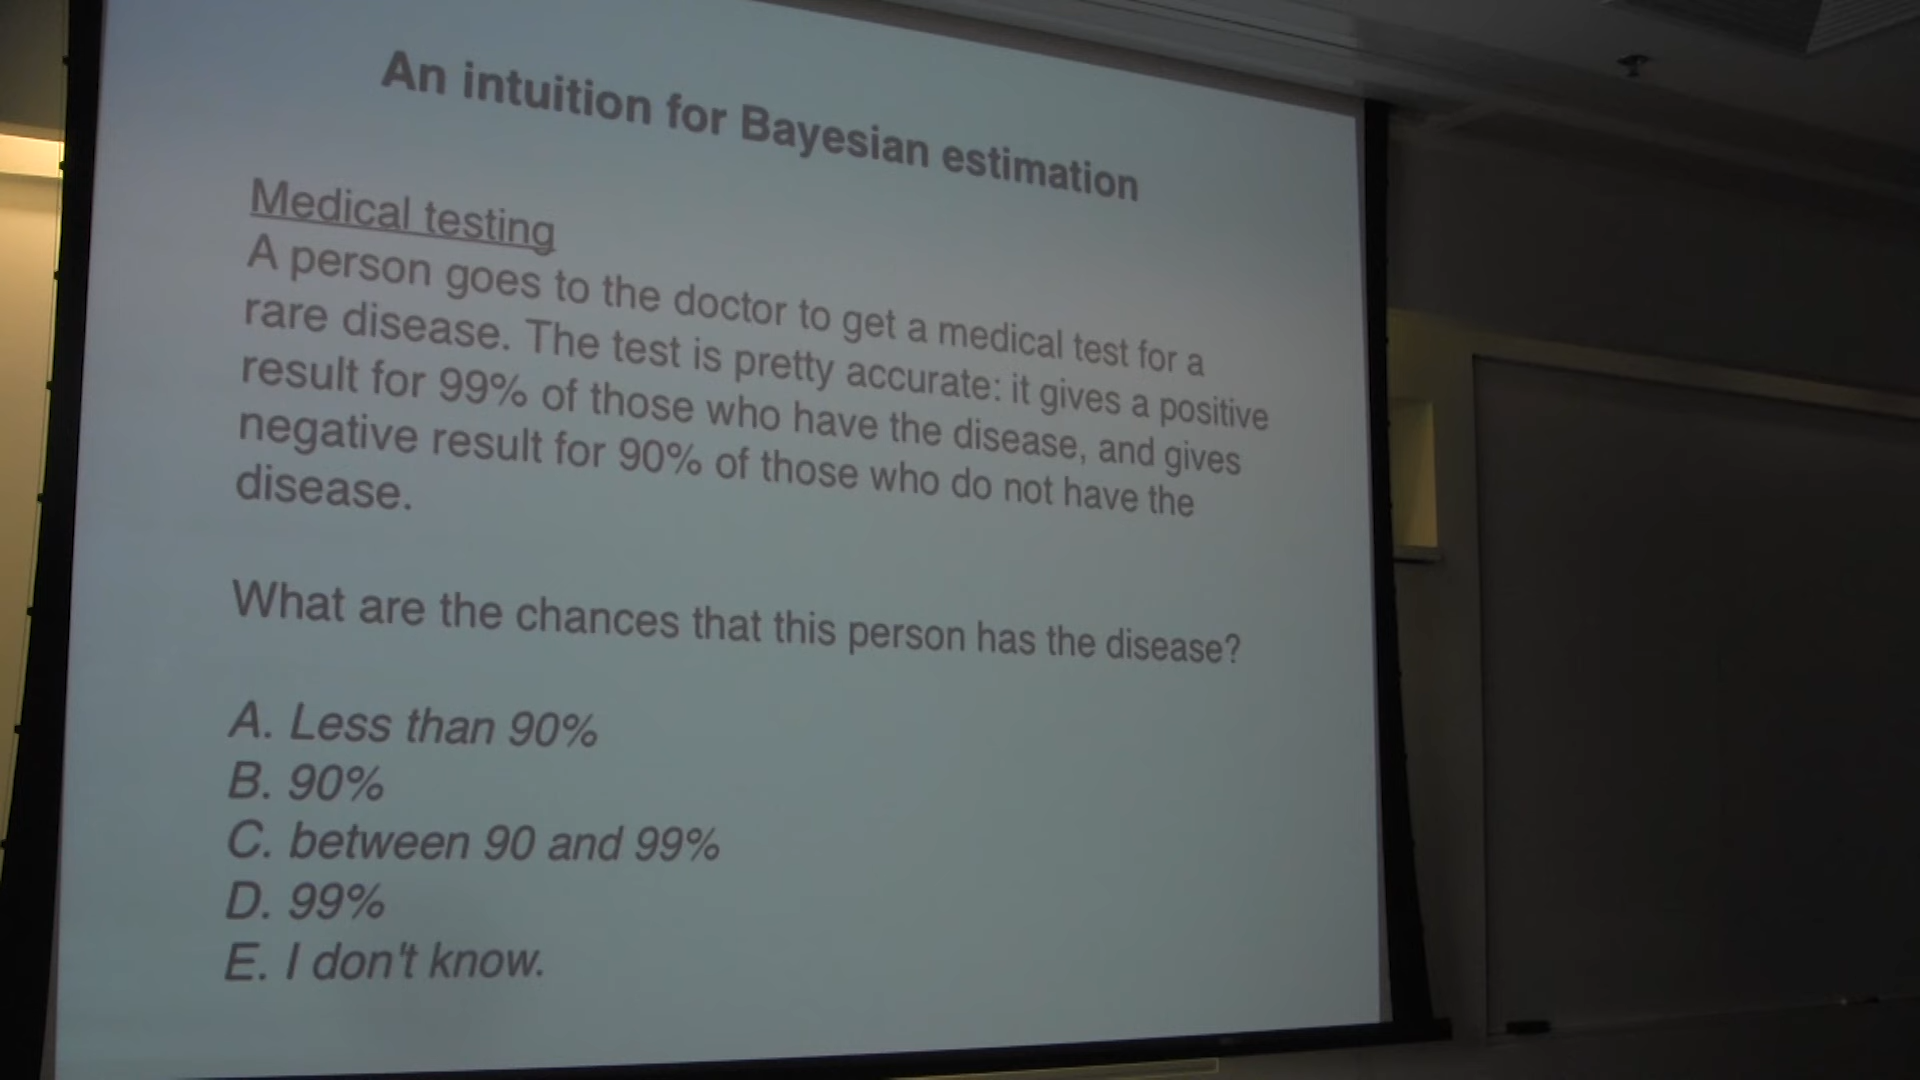 An intuition for Bayesian estimation
Medical testing
A person goes to the doctor to get a medical test for a
rare disease. The test is pretty accurate: it gives a positive
result for 99% of those who have the disease, and gives
negative result for 90% of those who do not have the
disease.
What are the chances that this person has the disease?
A. Less than 90%
B. 90%
C. between 90 and 99%
D. 99%
E. I don't know.